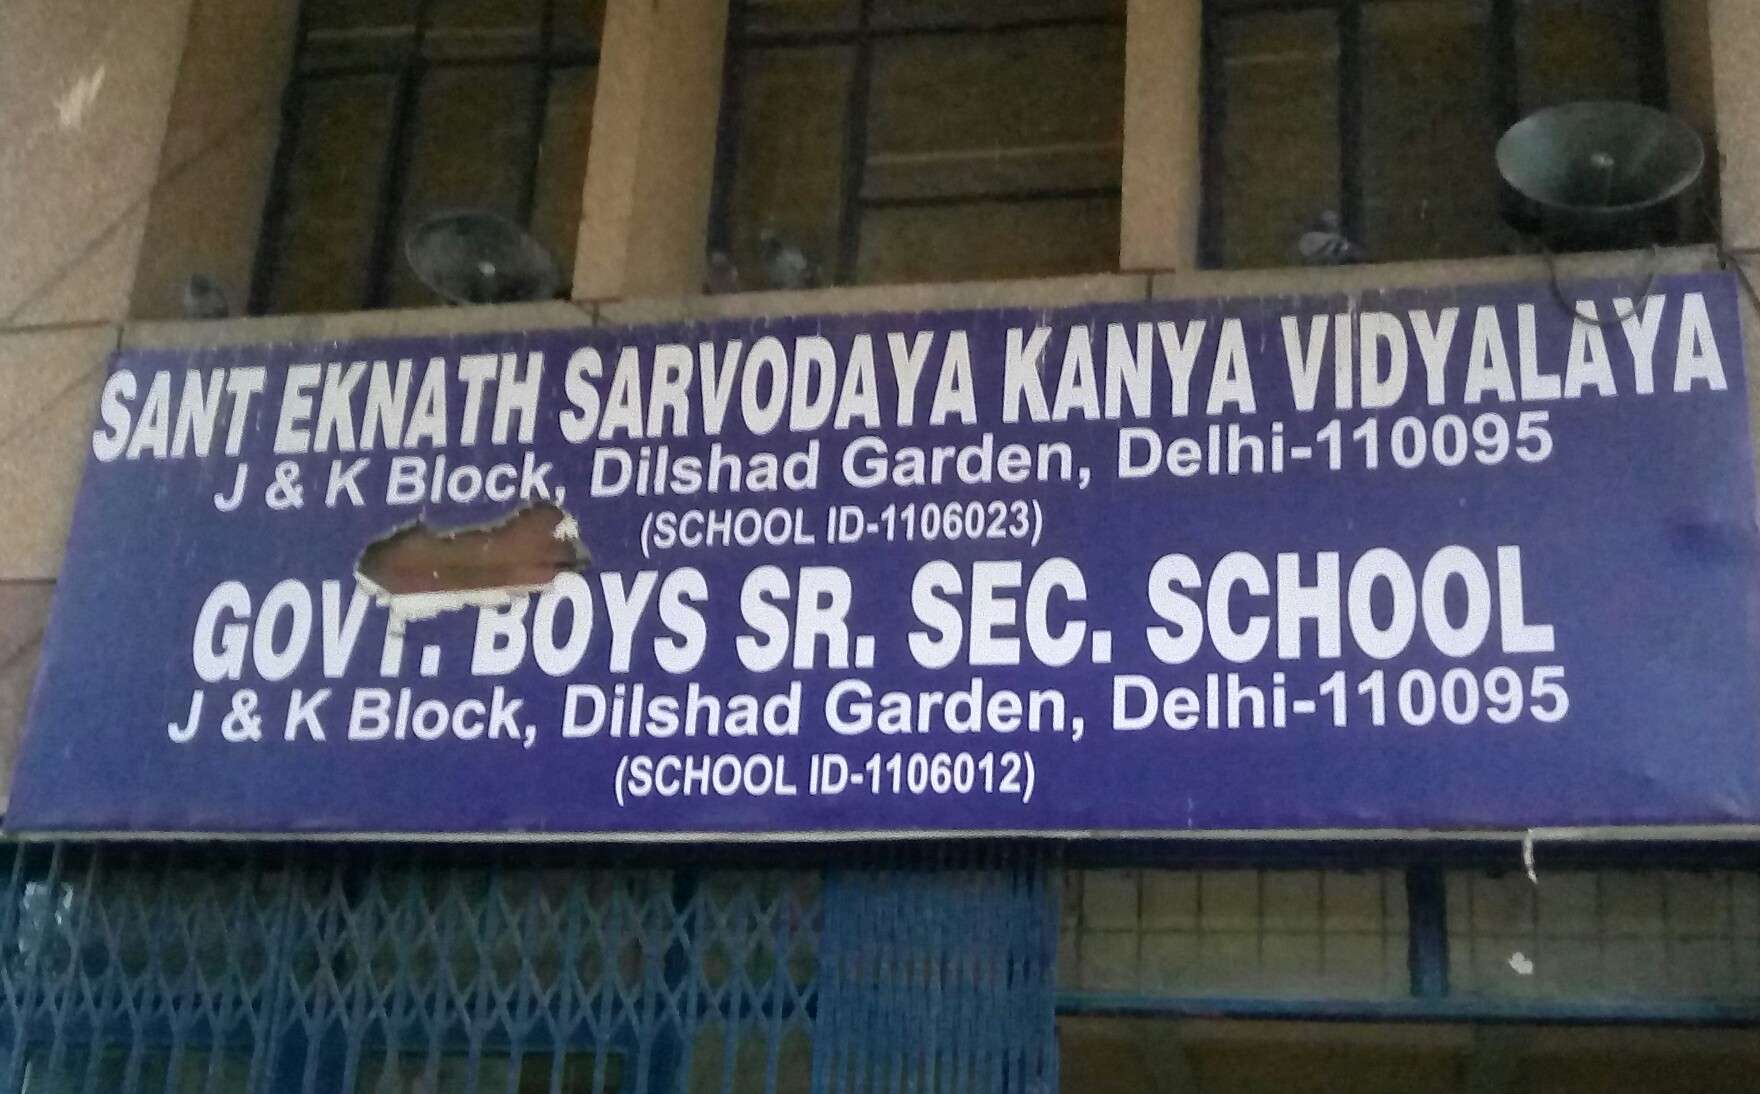 SANT EKNATH SARVODAYA KANYA VIDYALAYA
J & K Block, Dilshad Garden, Delhi-110095
(SCHOOL ID-1106023)
GOVT. BOYS SR. SEC. SCHOOL
J & K Block, Dilshad Garden, Delhi-110095
(SCHOOL ID-1106012)